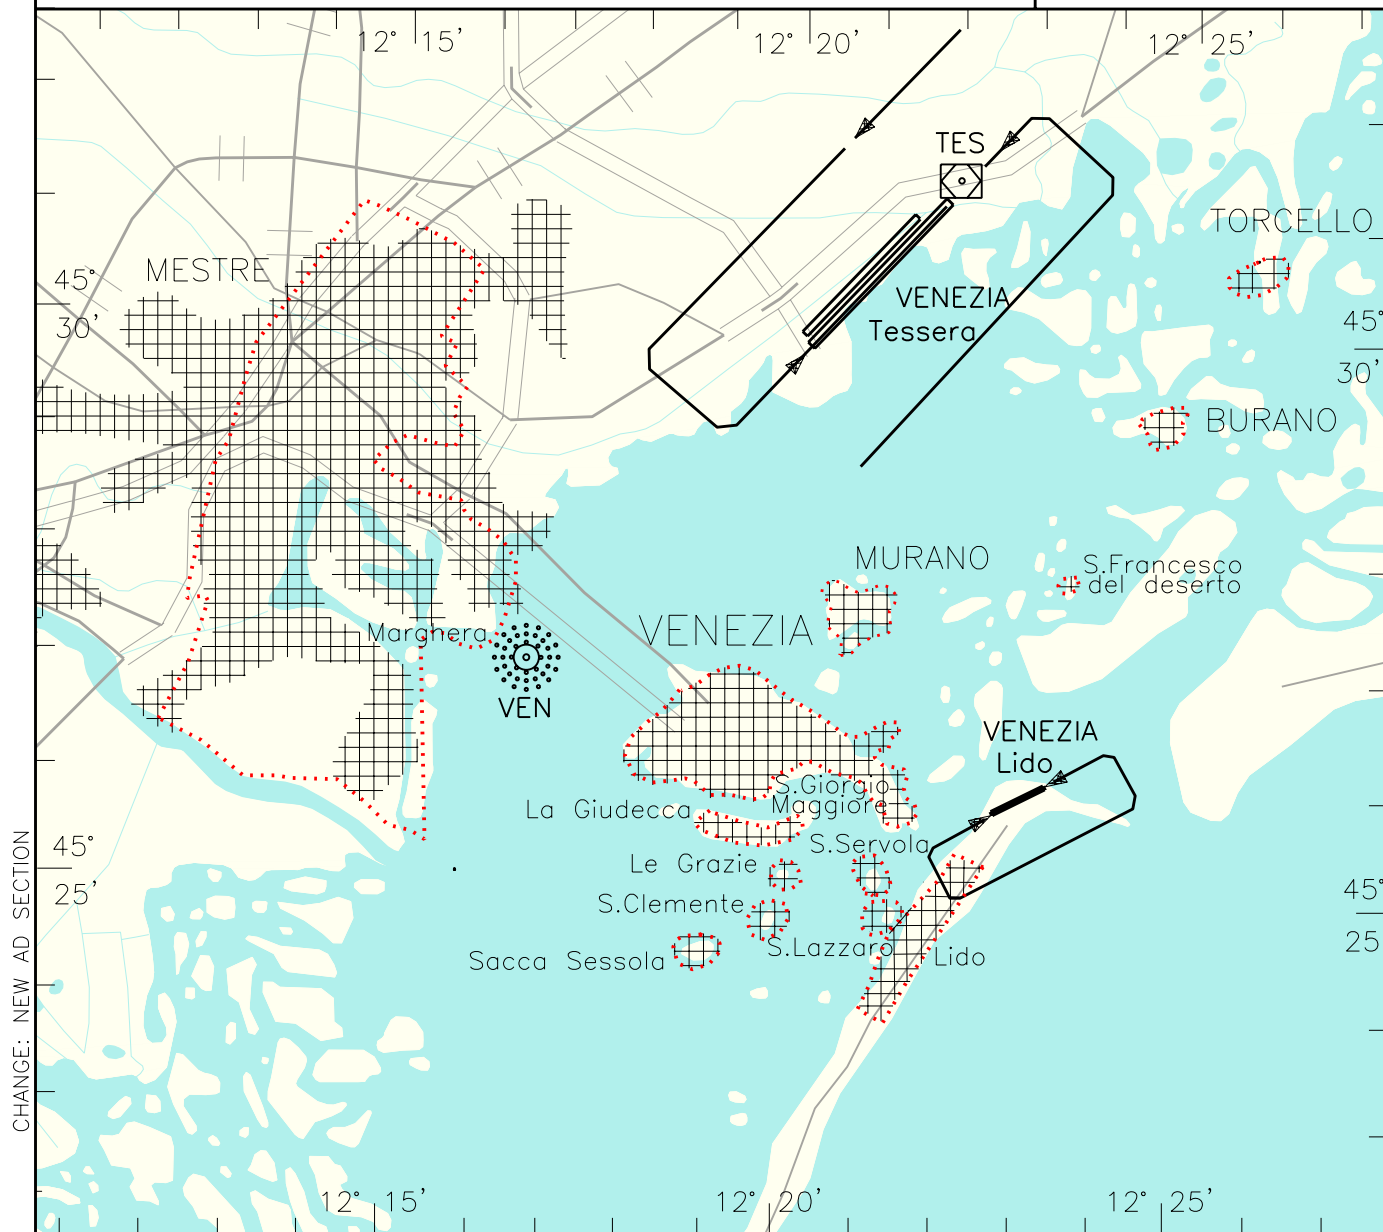 12° 15'
12° 20'
12° 25'
TES
TORCELLO
MESTRE
45°
30'
VENEZIA
Tessera
45°
30'
BURANO
MURANO
S.Francesco
del deserto
Marghera
VENEZIA
VEN
VENEZIA
Lido
S.Giorgio
Maggiore
La Giudecca
S.Servola
45°
25'
Le Grazie
S.Clemente
45°
25
S.Lazzaro
Lido
Sacca Sessola
CHANGE: NEW AD SECTION
12° 15'
12° 20'
12° 25'